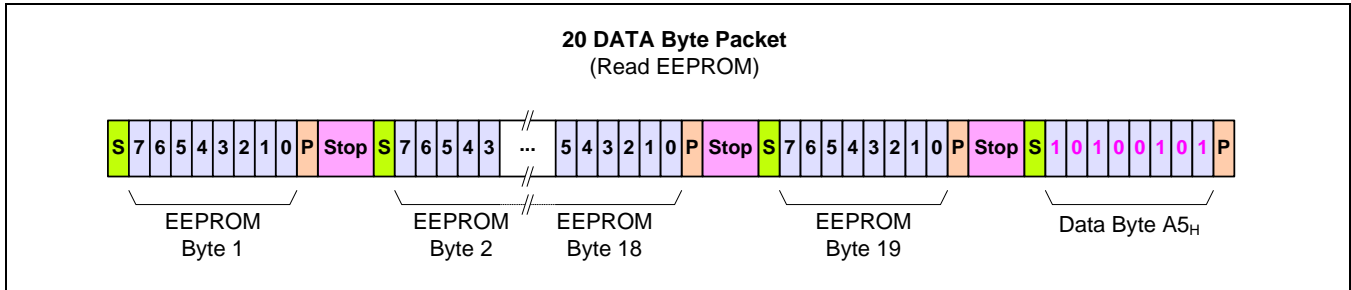 20 DATA Byte Packet
(Read EEPROM)
S 7 6 5 4 3 2 1 0 P Stop S 7 6 5 4 3 ... 5 4 3 2 1 0 P Stop S 7 6 5 4 3 2 1 0 P Stop S 1 0 1 0 0 1 0 1 P
EEPROM Byte 1
EEPROM Byte 2
EEPROM Byte 18
EEPROM Byte 19
Data Byte A5H